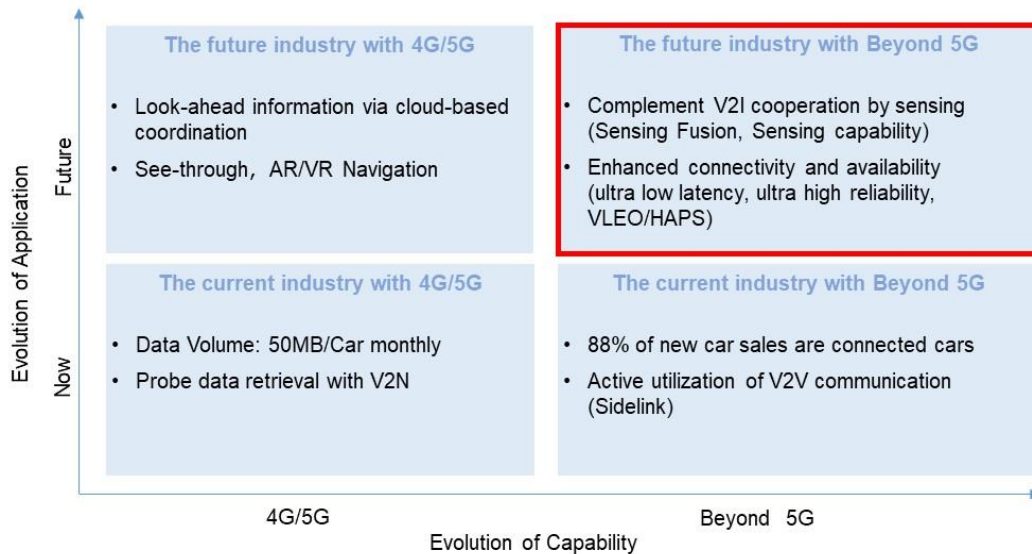 The future industry with 4G/5G
• Look-ahead information via cloud-based
coordination
• See-through, AR/VR Navigation
The future industry with Beyond 5G
• Complement V2I cooperation by sensing
(Sensing Fusion, Sensing capability)
• Enhanced connectivity and availability
(ultra low latency, ultra high reliability,
VLEO/HAPS)
The current industry with 4G/5G
• Data Volume: 50MB/Car monthly
• Probe data retrieval with V2N
The current industry with Beyond 5G
• 88% of new car sales are connected cars
• Active utilization of V2V communication
(Sidelink)
Evolution of Application
Future
Now
4G/5G
Beyond 5G
Evolution of Capability